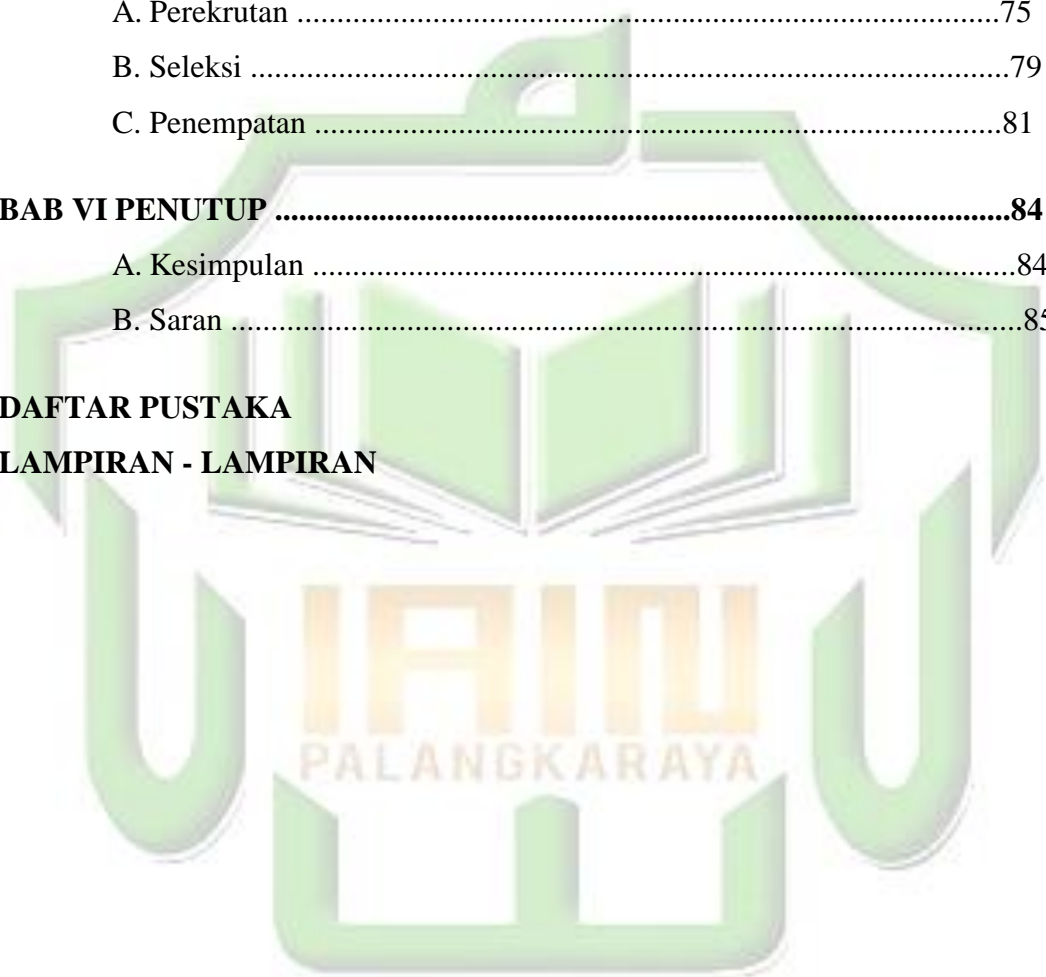 A. Perekrutan ........................................................................................75
B. Seleksi ...............................................................................................79
C. Penempatan ......................................................................................81
BAB VI PENUTUP ............................................................................................84
A. Kesimpulan ........................................................................................84
B. Saran ...................................................................................................85
DAFTAR PUSTAKA
LAMPIRAN - LAMPIRAN
IAIN
PALANGKARAYA